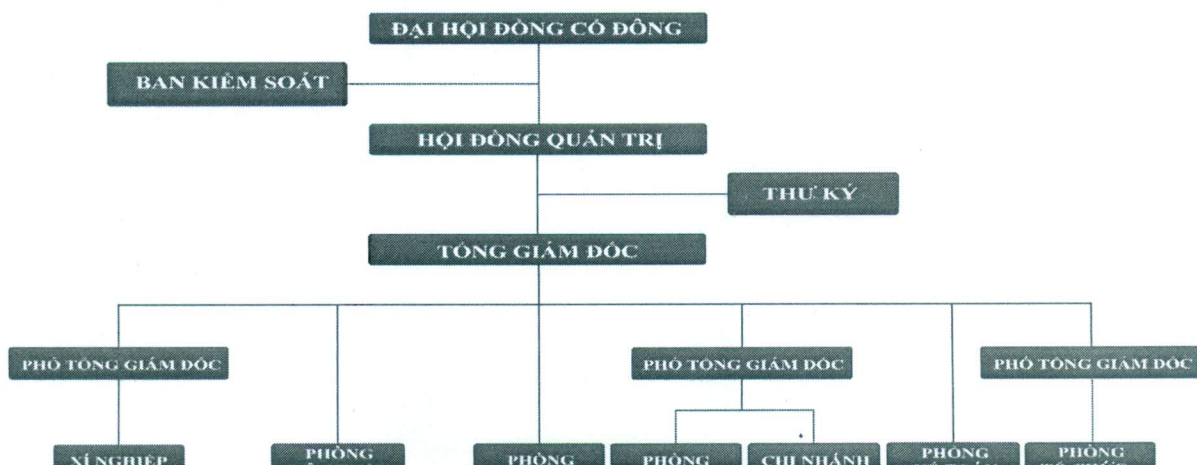 ĐẠI HỘI ĐỒNG CỔ ĐÔNG
BAN KIỂM SOÁT
HỘI ĐỒNG QUẢN TRỊ
THƯ KÝ
TỔNG GIÁM ĐỐC
PHÓ TỔNG GIÁM ĐỐC
PHÓ TỔNG GIÁM ĐỐC
PHÓ TỔNG GIÁM ĐỐC
XÍ NGHIỆP
PHÒNG
PHÒNG
PHÒNG
CHI NHÁNH
PHÒNG
PHÒNG